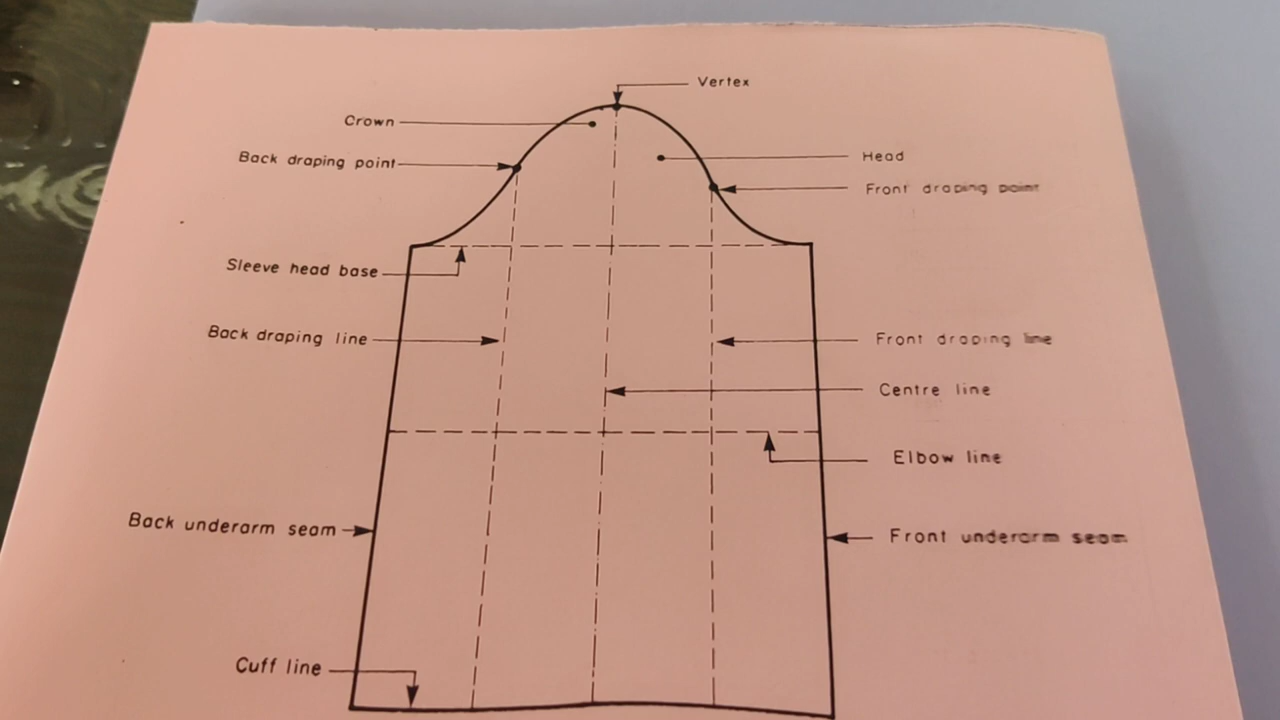 Vertex
Crown
Head
Back draping point
Front draping point
Sleeve head base
Back draping line
Front draping line
Centre line
Elbow line
Back underarm seam
Front underarm seam
Cuff line